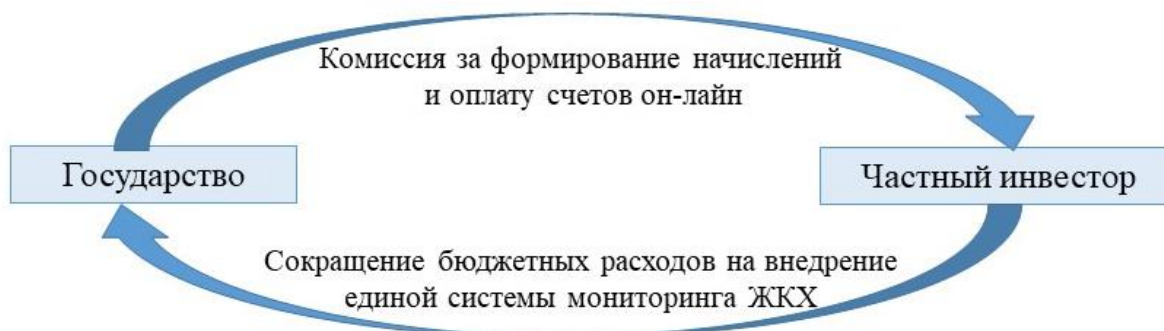 Комиссия за формирование начислений
и оплату счетов он-лайн
Государство
Частный инвестор
Сокращение бюджетных расходов на внедрение
единой системы мониторинга ЖКХ